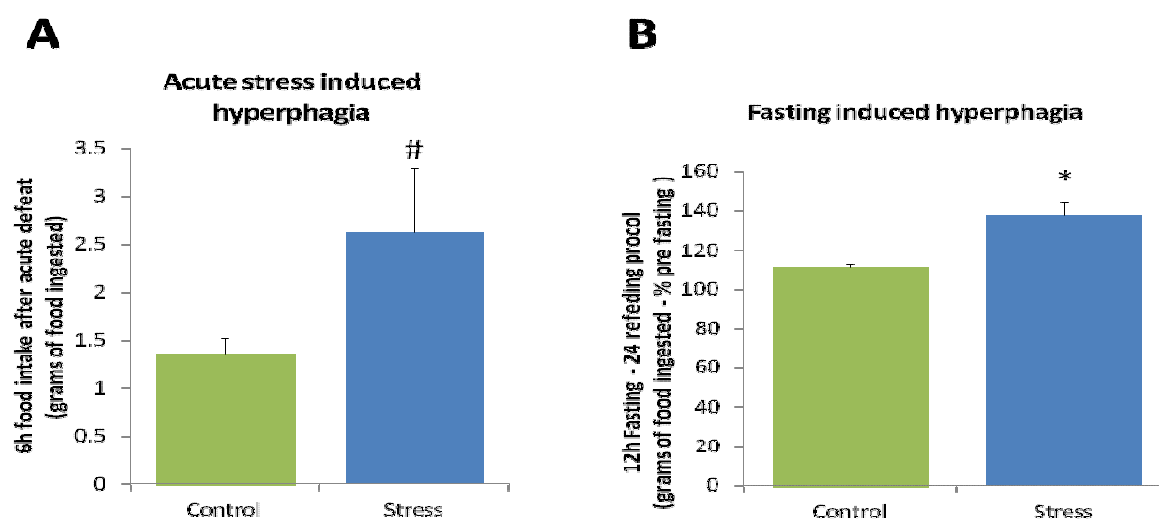 A
Acute stress induced
hyperphagia
6h food intake after acute defeat
(grams of food ingested)
3.5
3
2.5
2
1.5
1
0.5
0
#
Control
Stress
B
Fasting induced hyperphagia
12h Fasting - 24 refeding procol
(grams of food ingested - % pre fasting )
160
140
120
100
80
60
40
20
0
*
Control
Stress